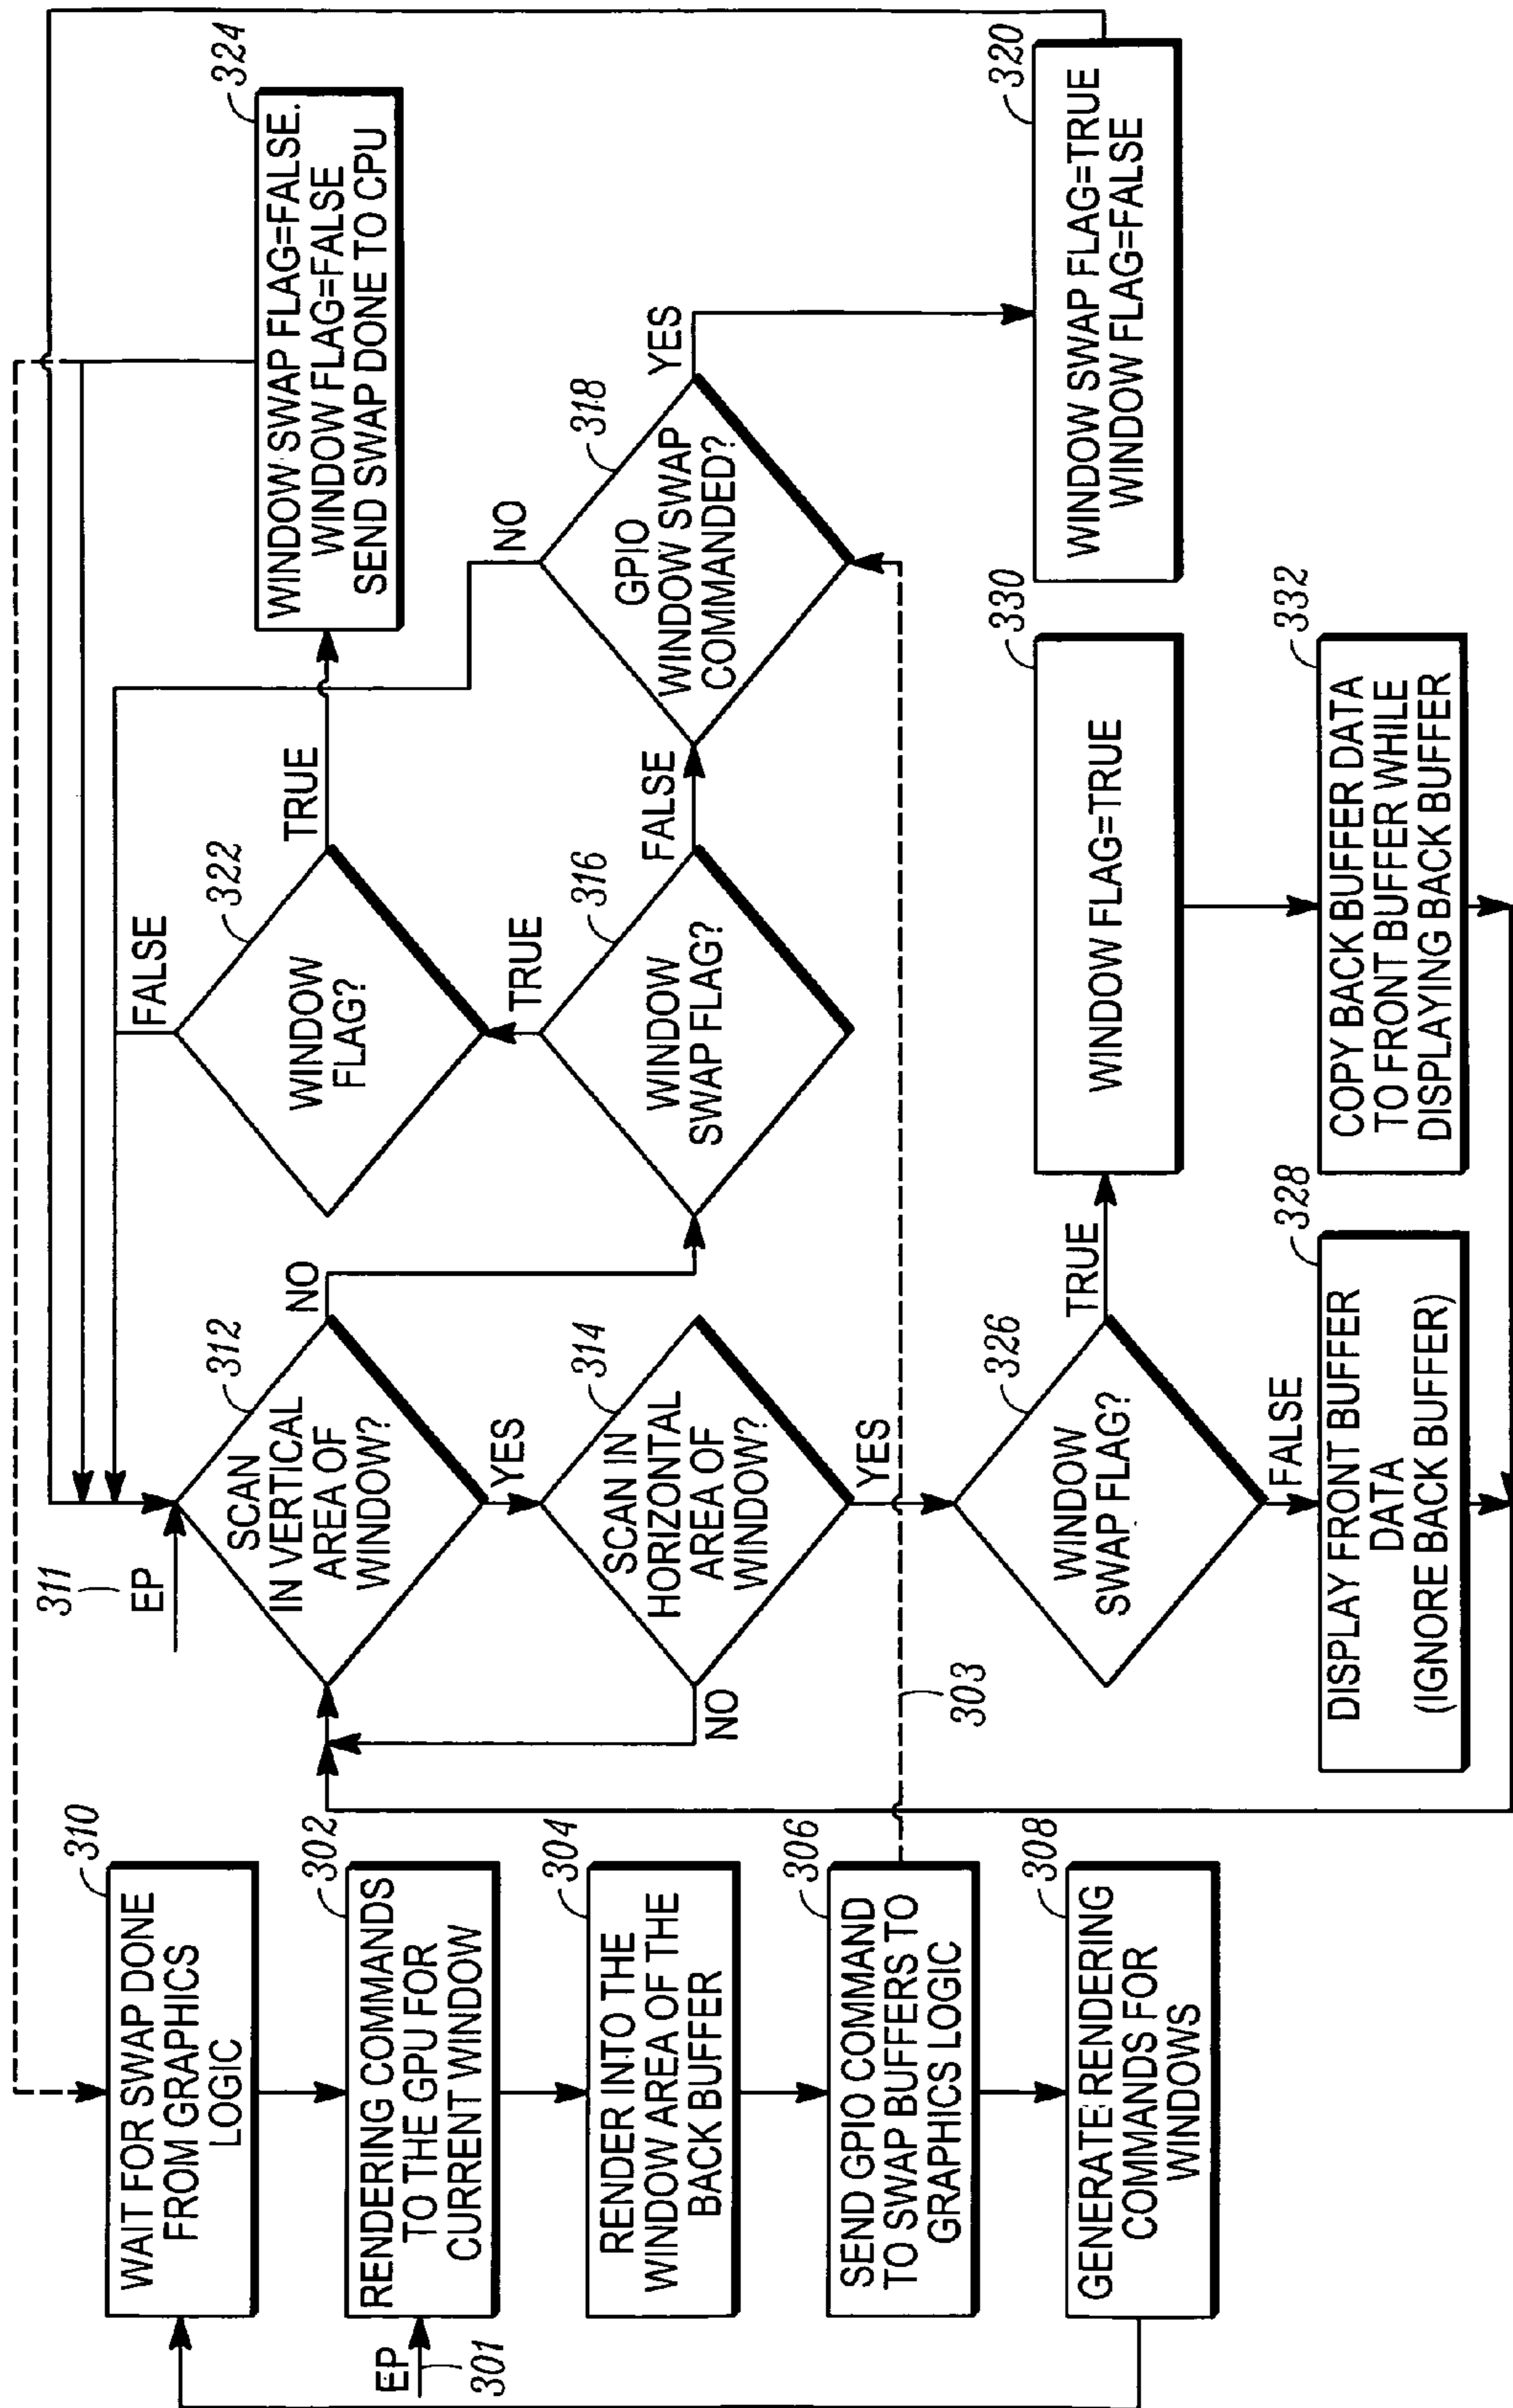 310
WAIT FOR SWAP DONE
FROM GRAPHICS
LOGIC
302
RENDERING COMMANDS
TO THE GPU FOR
CURRENT WINDOW
EP
301
304
RENDER INTO THE
WINDOW AREA OF THE
BACK BUFFER
306
SEND GPIO COMMAND
TO SWAP BUFFERS TO
GRAPHICS LOGIC
303
308
GENERATE RENDERING
COMMANDS FOR
WINDOWS
311
EP
312
SCAN
IN VERTICAL
AREA OF
WINDOW?
NO
YES
314
SCAN IN
HORIZONTAL
AREA OF
WINDOW?
NO
YES
326
WINDOW
SWAP FLAG?
TRUE
FALSE
328
DISPLAY FRONT BUFFER
DATA
(IGNORE BACK BUFFER)
322
WINDOW
FLAG?
FALSE
TRUE
316
WINDOW
SWAP FLAG?
TRUE
FALSE
330
WINDOW FLAG=TRUE
332
COPY BACK BUFFER DATA
TO FRONT BUFFER WHILE
DISPLAYING BACK BUFFER
324
WINDOW SWAP FLAG=FALSE.
WINDOW FLAG=FALSE
SEND SWAP DONE TO CPU
318
GPIO
WINDOW SWAP
COMMANDED?
NO
YES
320
WINDOW SWAP FLAG=TRUE
WINDOW FLAG=FALSE